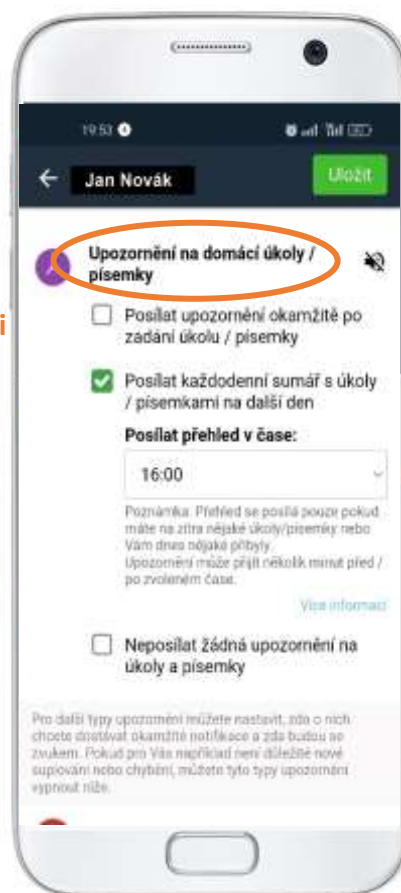 19:53
Jan Novák
Uložit
Upozornění na domácí úkoly /
písemky
i
Posílat upozornění okamžitě po
zadání úkolu / písemky
Posílat každodenní sumář s úkoly
/ písemkami na další den
Posílat přehled v čase:
16:00
Poznámka: Přehled se posílá pouze pokud
máte na zítra nějaké úkoly/písemky nebo
Vám dnes nějaké přibyly.
Upozornění může přijít několik minut před /
po zvoleném čase.
Více informací
Neposílat žádná upozornění na
úkoly a písemky
Pro další typy upozornění můžete nastavit, zda o nich
chcete dostávat okamžité notifikace a zda budou se
zvukem. Pokud pro Vás například není důležité nové
suplování nebo chybění, můžete tyto typy upozornění
vypnout níže.